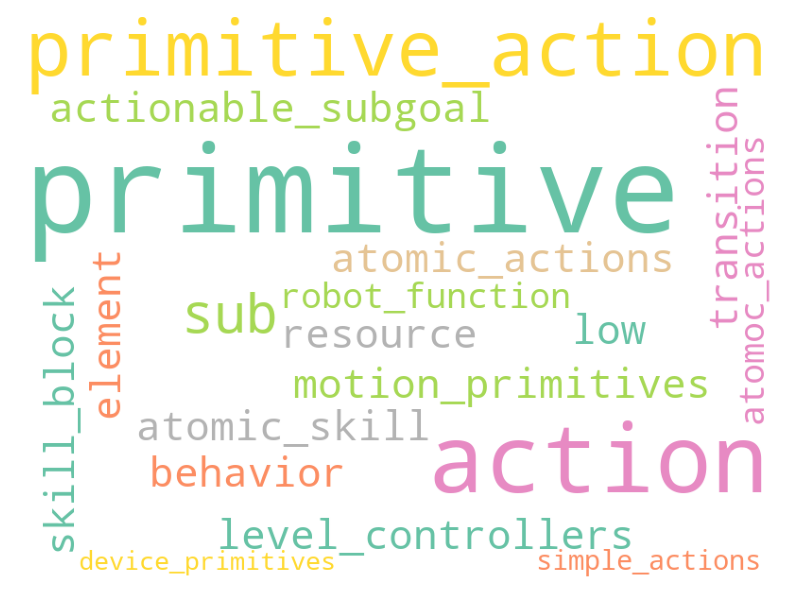 primitive_action
actionable_subgoal
primitive
transition
atomoc_actions
atomic_actions
element
skill_block
robot_function
sub
resource
low
motion_primitives
atomic_skill
action
behavior
level_controllers
device_primitives
simple_actions